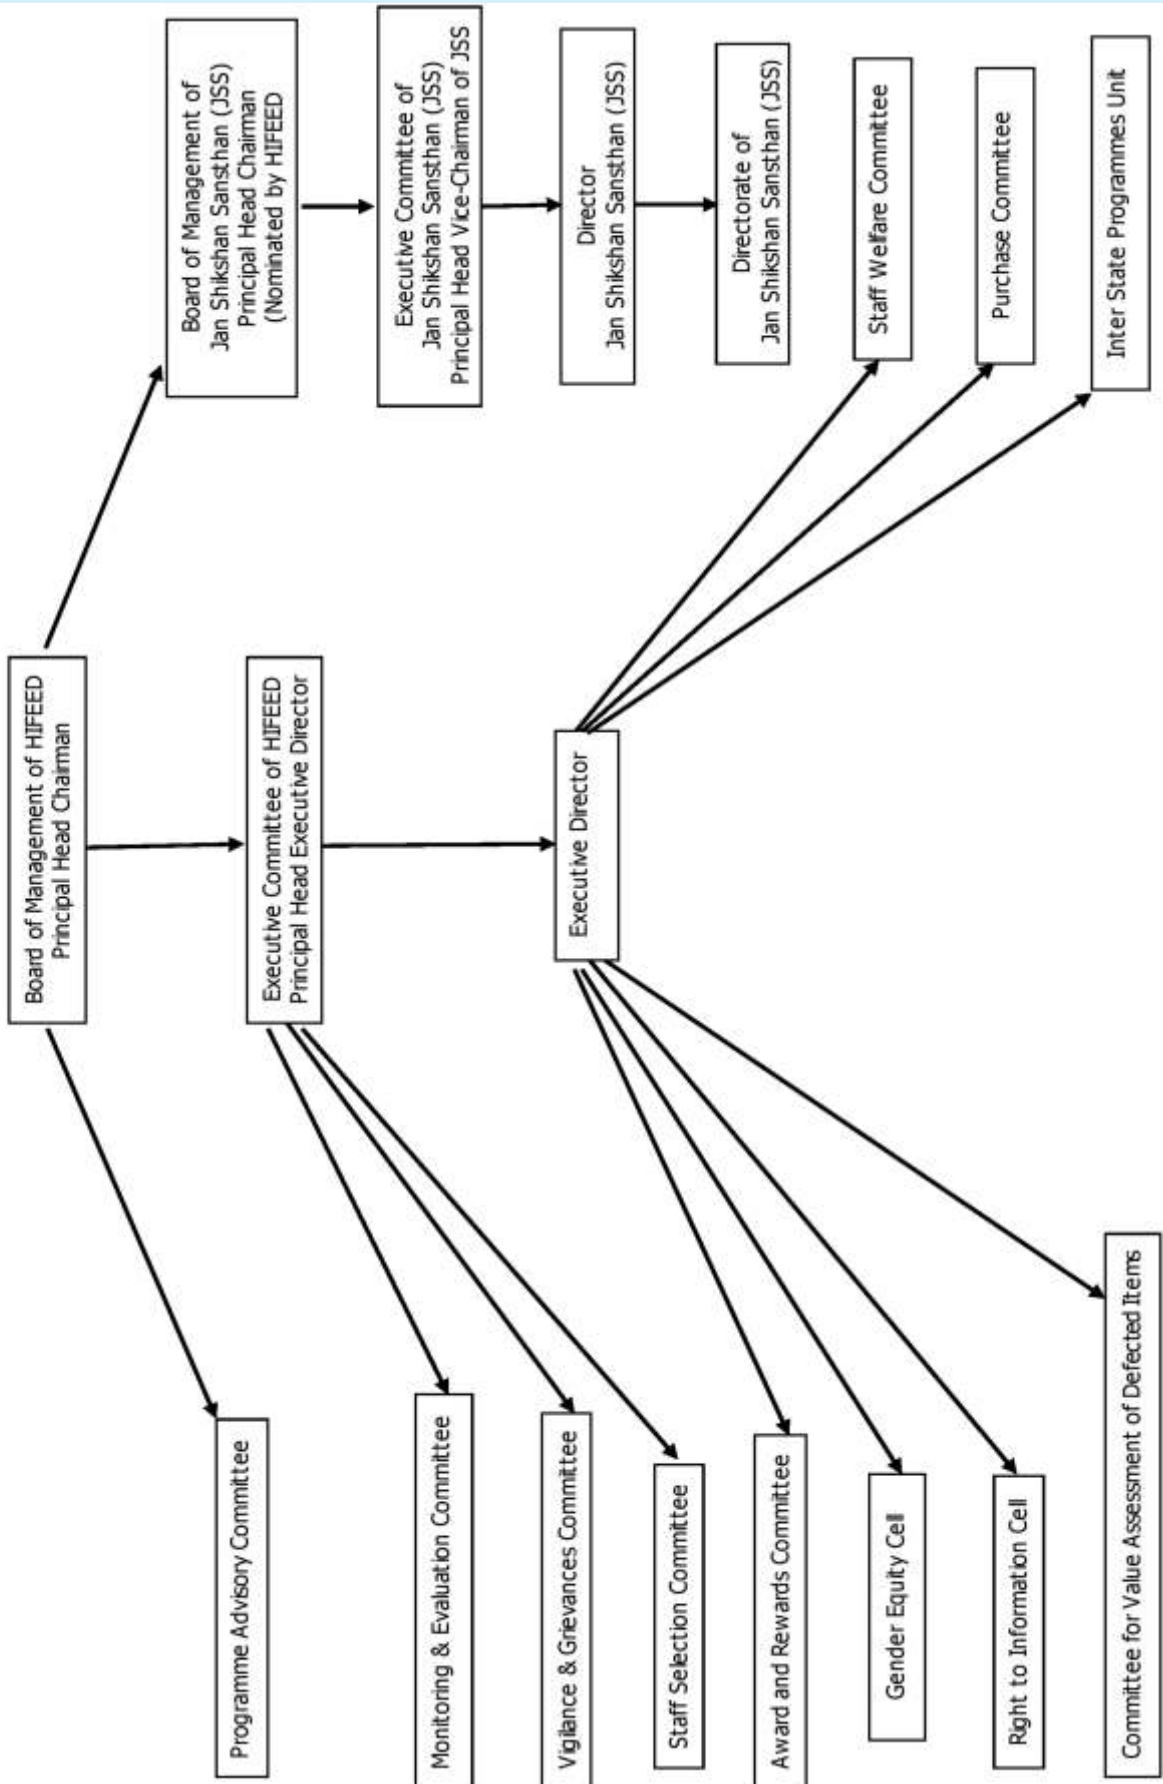 Board of Management of HIFEED
Principal Head Chairman
Board of Management of
Jan Shikshan Sansthan (JSS)
Principal Head Chairman
(Nominated by HIFEED)
Programme Advisory Committee
Executive Committee of HIFEED
Principal Head Executive Director
Executive Committee of
Jan Shikshan Sansthan (JSS)
Principal Head Vice-Chairman of JSS
Monitoring & Evaluation Committee
Vigilance & Grievances Committee
Executive Director
Director
Jan Shikshan Sansthan (JSS)
Staff Selection Committee
Directorate of
Jan Shikshan Sansthan (JSS)
Award and Rewards Committee
Staff Welfare Committee
Gender Equity Cell
Purchase Committee
Right to Information Cell
Inter State Programmes Unit
Committee for Value Assessment of Defected Items